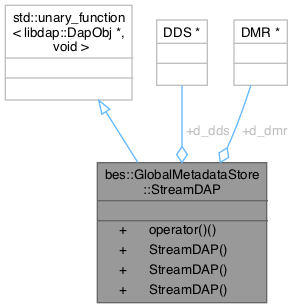 std::unary_function
< libdap::DapObj *,
void >
DDS *
DMR *
+d_dds
+d_dmr
bes::GlobalMetadataStore
::StreamDAP
+ operator()()
+ StreamDAP()
+ StreamDAP()
+ StreamDAP()